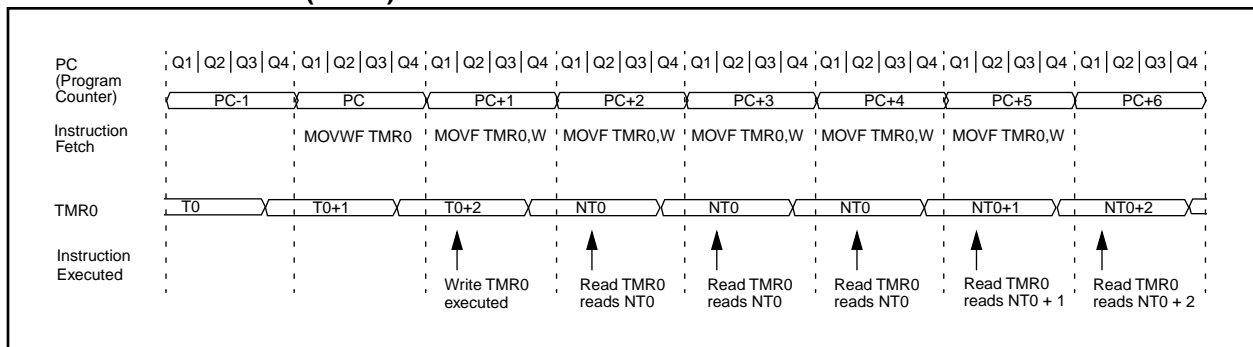 PC
(Program
Counter)
Q1 Q2 Q3 Q4 Q1 Q2 Q3 Q4 Q1 Q2 Q3 Q4 Q1 Q2 Q3 Q4 Q1 Q2 Q3 Q4 Q1 Q2 Q3 Q4 Q1 Q2 Q3 Q4 Q1 Q2 Q3 Q4
PC-1 PC PC+1 PC+2 PC+3 PC+4 PC+5 PC+6
Instruction
Fetch
MOVWF TMR0 MOVF TMR0,W MOVF TMR0,W MOVF TMR0,W MOVF TMR0,W MOVF TMR0,W
TMR0
T0 T0+1 T0+2 NT0 NT0 NT0 NT0+1 NT0+2
Instruction
Executed
Write TMR0
executed
Read TMR0
reads NT0
Read TMR0
reads NT0
Read TMR0
reads NT0
Read TMR0
reads NT0 + 1
Read TMR0
reads NT0 + 2